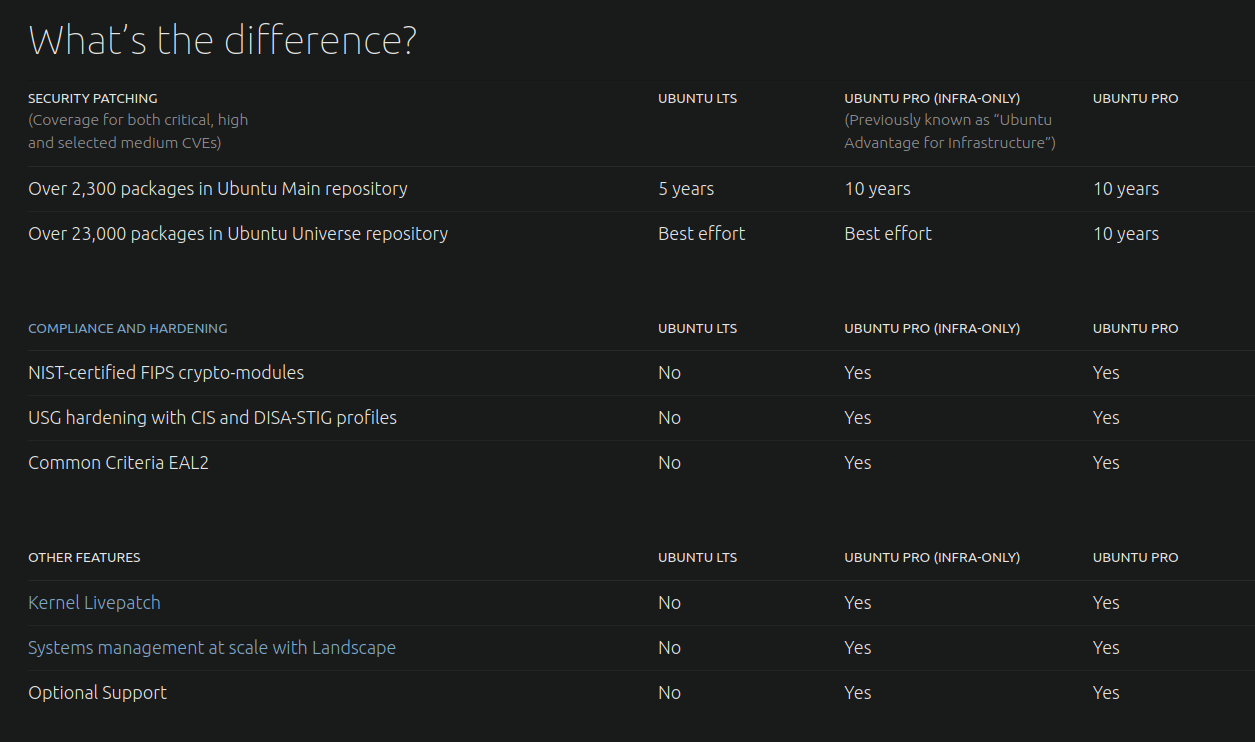 What’s the difference?
SECURITY PATCHING UBUNTU LTS UBUNTU PRO (INFRA-ONLY) UBUNTU PRO
(Coverage for both critical, high (Previously known as “Ubuntu
and selected medium CVEs) Advantage for Infrastructure”)
Over 2,300 packages in Ubuntu Main repository 5 years 10 years 10 years
Over 23,000 packages in Ubuntu Universe repository Best effort Best effort 10 years
COMPLIANCE AND HARDENING UBUNTU LTS UBUNTU PRO (INFRA-ONLY) UBUNTU PRO
NIST-certified FIPS crypto-modules No Yes Yes
USG hardening with CIS and DISA-STIG profiles No Yes Yes
Common Criteria EAL2 No Yes Yes
OTHER FEATURES UBUNTU LTS UBUNTU PRO (INFRA-ONLY) UBUNTU PRO
Kernel Livepatch No Yes Yes
Systems management at scale with Landscape No Yes Yes
Optional Support No Yes Yes